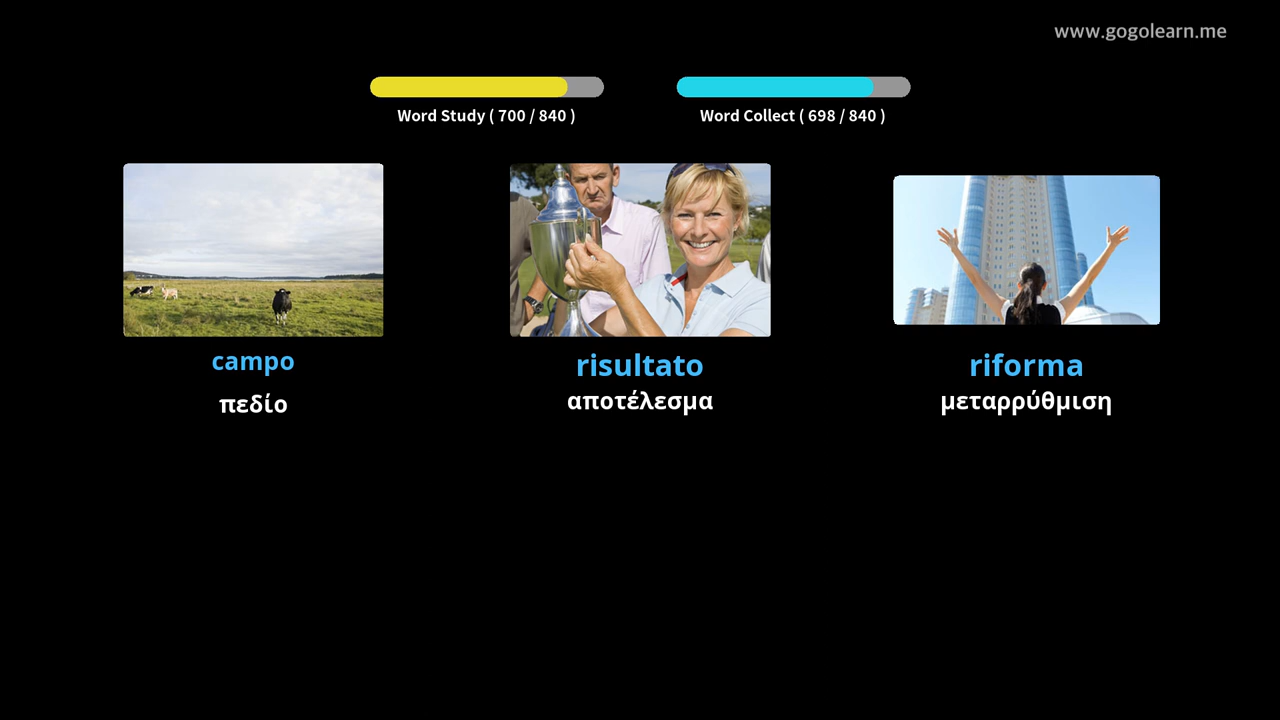 www.gogolearn.me
Word Study ( 700 / 840 )
Word Collect ( 698 / 840 )
campo
πεδίο
risultato
αποτέλεσμα
riforma
μεταρρύθμιση